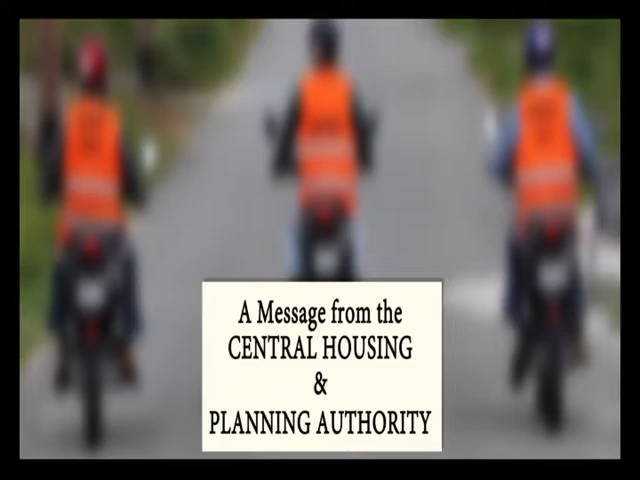 A Message from the
CENTRAL HOUSING
&
PLANNING AUTHORITY